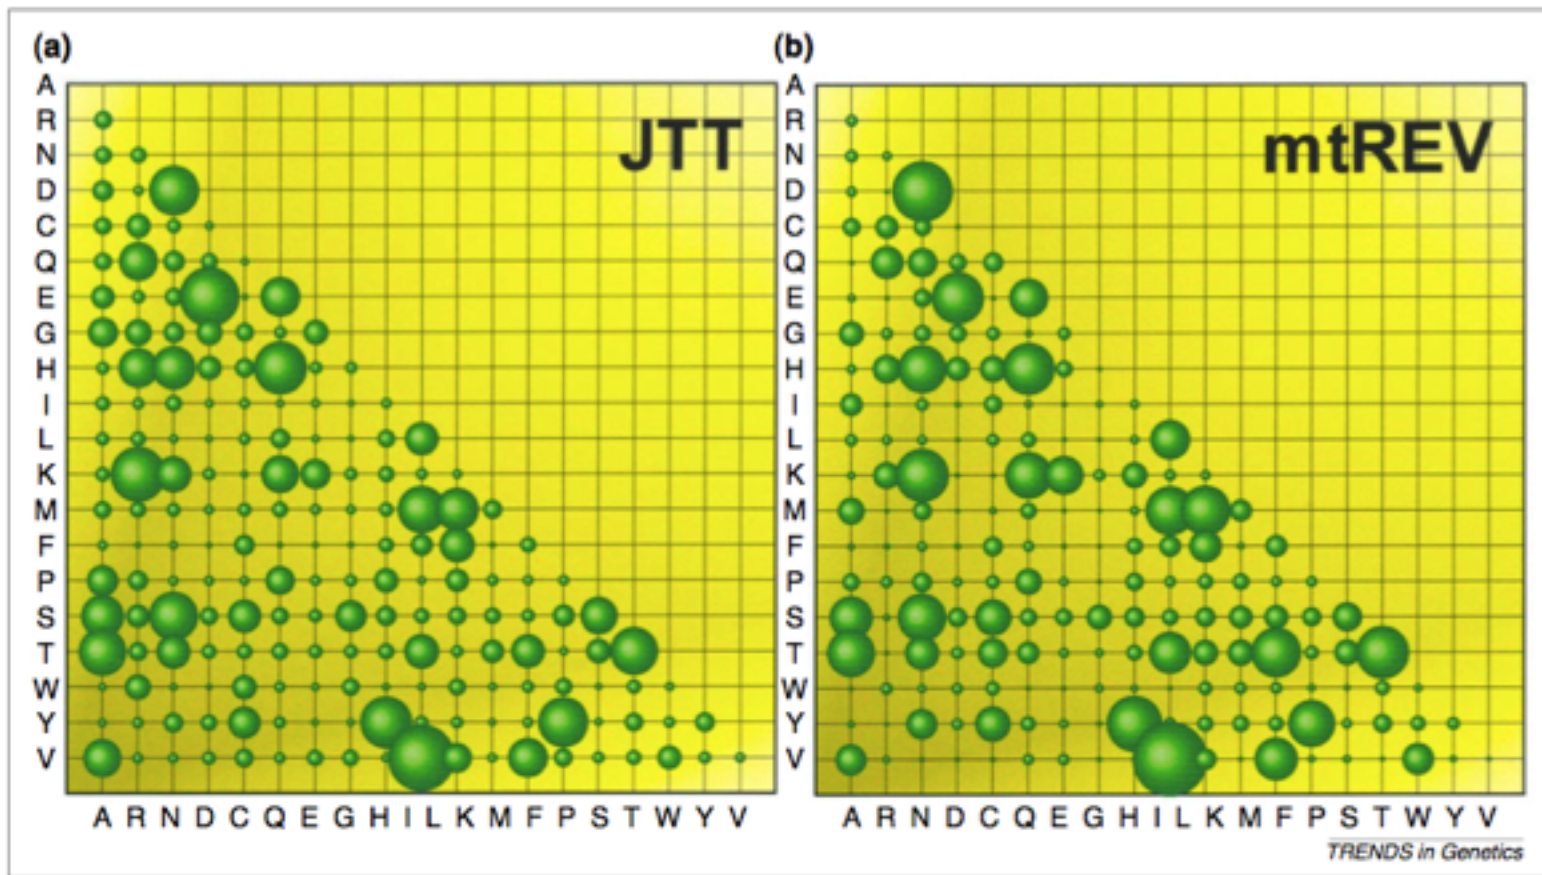 (a) (b)
A A
R R
JTT mtREV
N N
D D
C C
Q Q
E E
G G
H H
I I
L L
K K
M M
F F
P P
S S
T T
W W
Y Y
V V
A R N D C Q E G H I L K M F P S T W Y V A R N D C Q E G H I L K M F P S T W Y V
TRENDS in Genetics